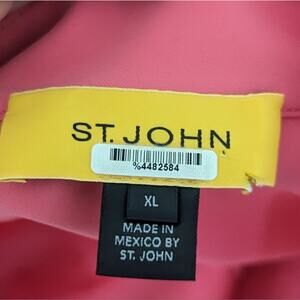 ST. JOHN
%4482584
XL
MADE IN
MEXICO BY
ST. JOHN